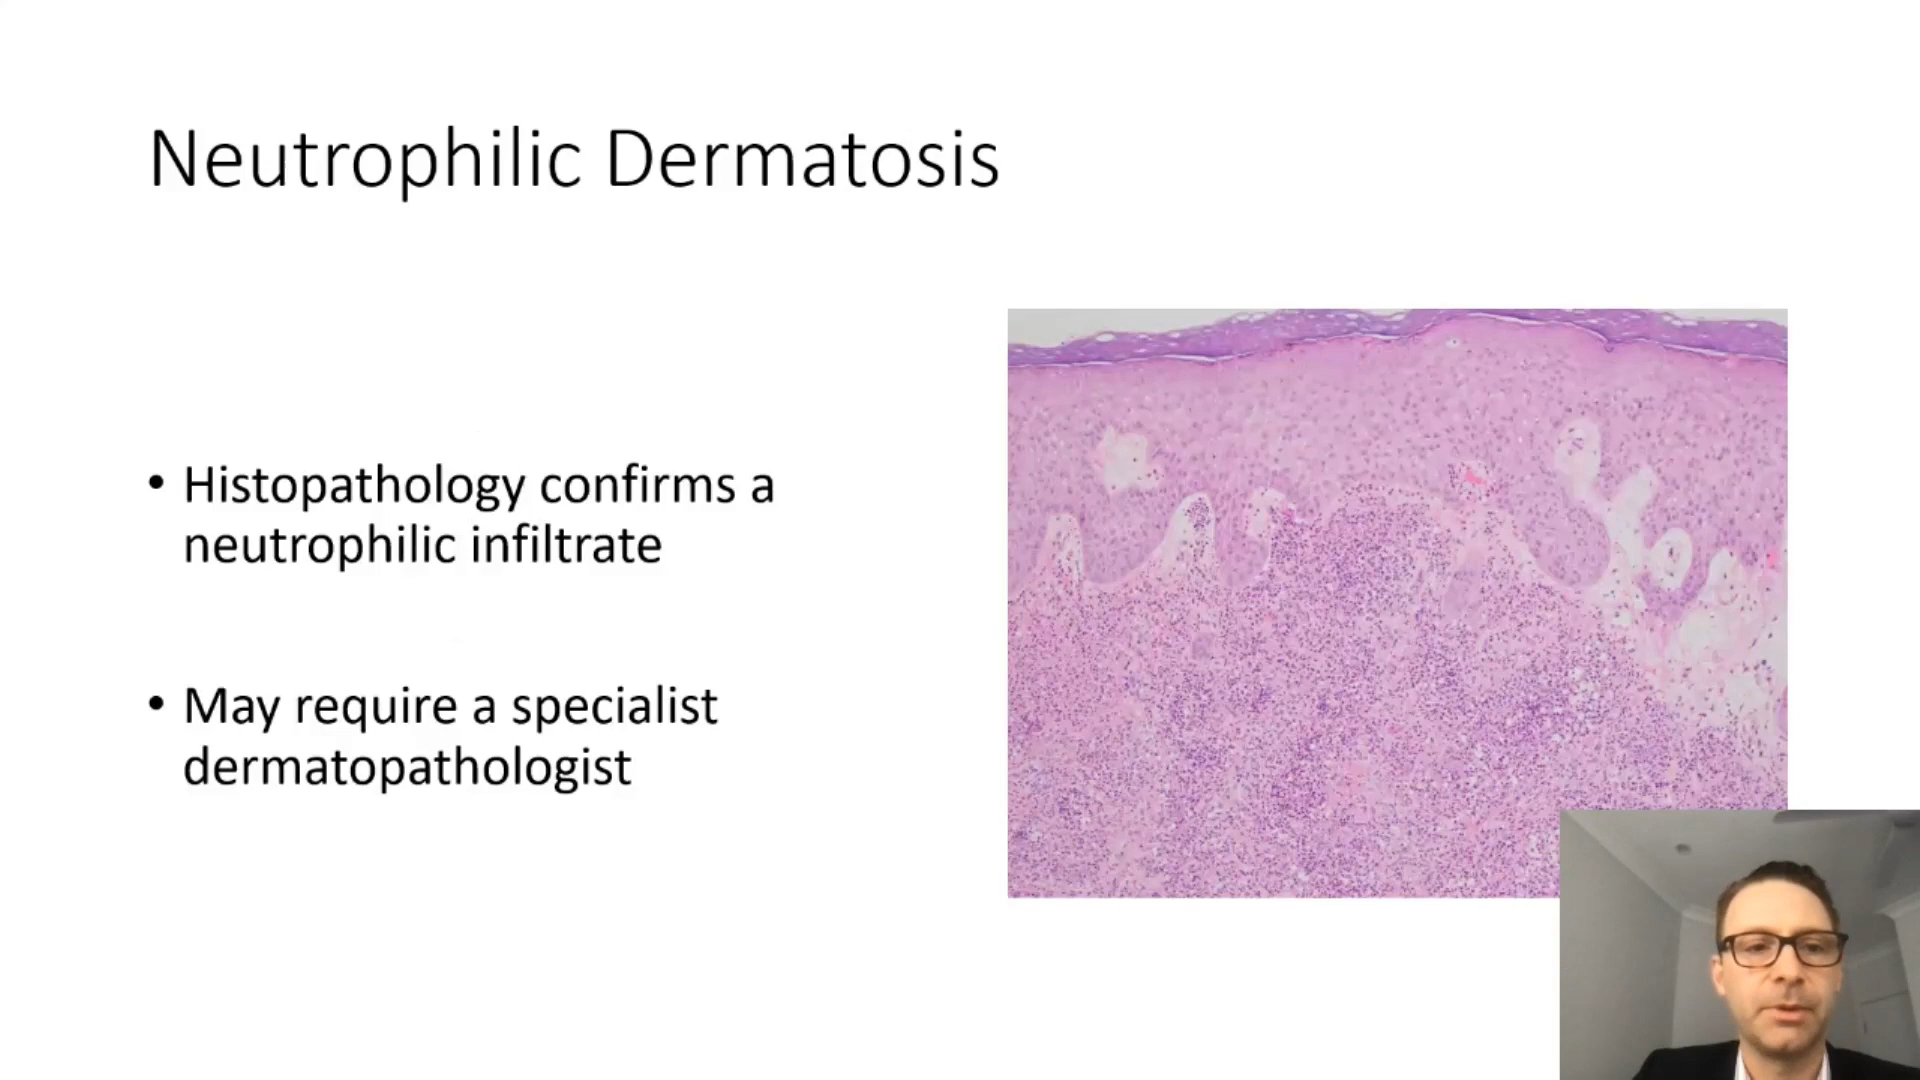 Neutrophilic Dermatosis
• Histopathology confirms a
neutrophilic infiltrate
• May require a specialist
dermatopathologist